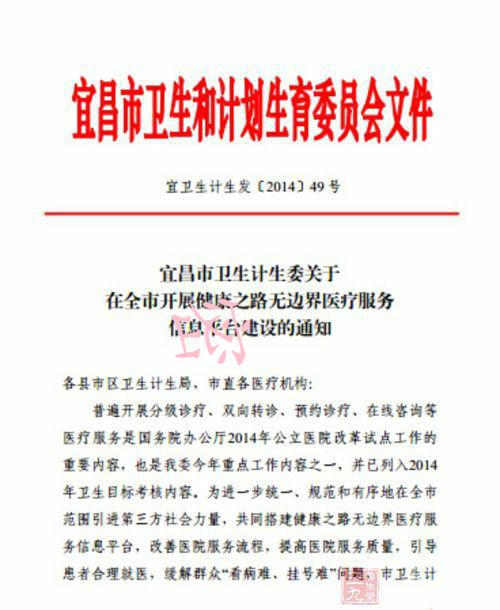 宜昌市卫生和计划生育委员会文件
宜卫生计生发〔2014〕49号
宜昌市卫生计生委关于
在全市开展健康之路无边界医疗服务
信息平台建设的通知
各县市区卫生计生局，市直各医疗机构：
普遍开展分级诊疗、双向转诊、预约诊疗、在线咨询等
医疗服务是国务院办公厅2014年公立医院改革试点工作的
重要内容，也是我委今年重点工作内容之一，并已列入2014
年卫生目标考核内容。为进一步统一、规范和有序地在全市
范围引进第三方社会力量，共同搭建健康之路无边界医疗服
务信息平台，改善医院服务流程，提高医院服务质量，引导
患者合理就医，缓解群众“看病难、挂号难”问题，市卫生计